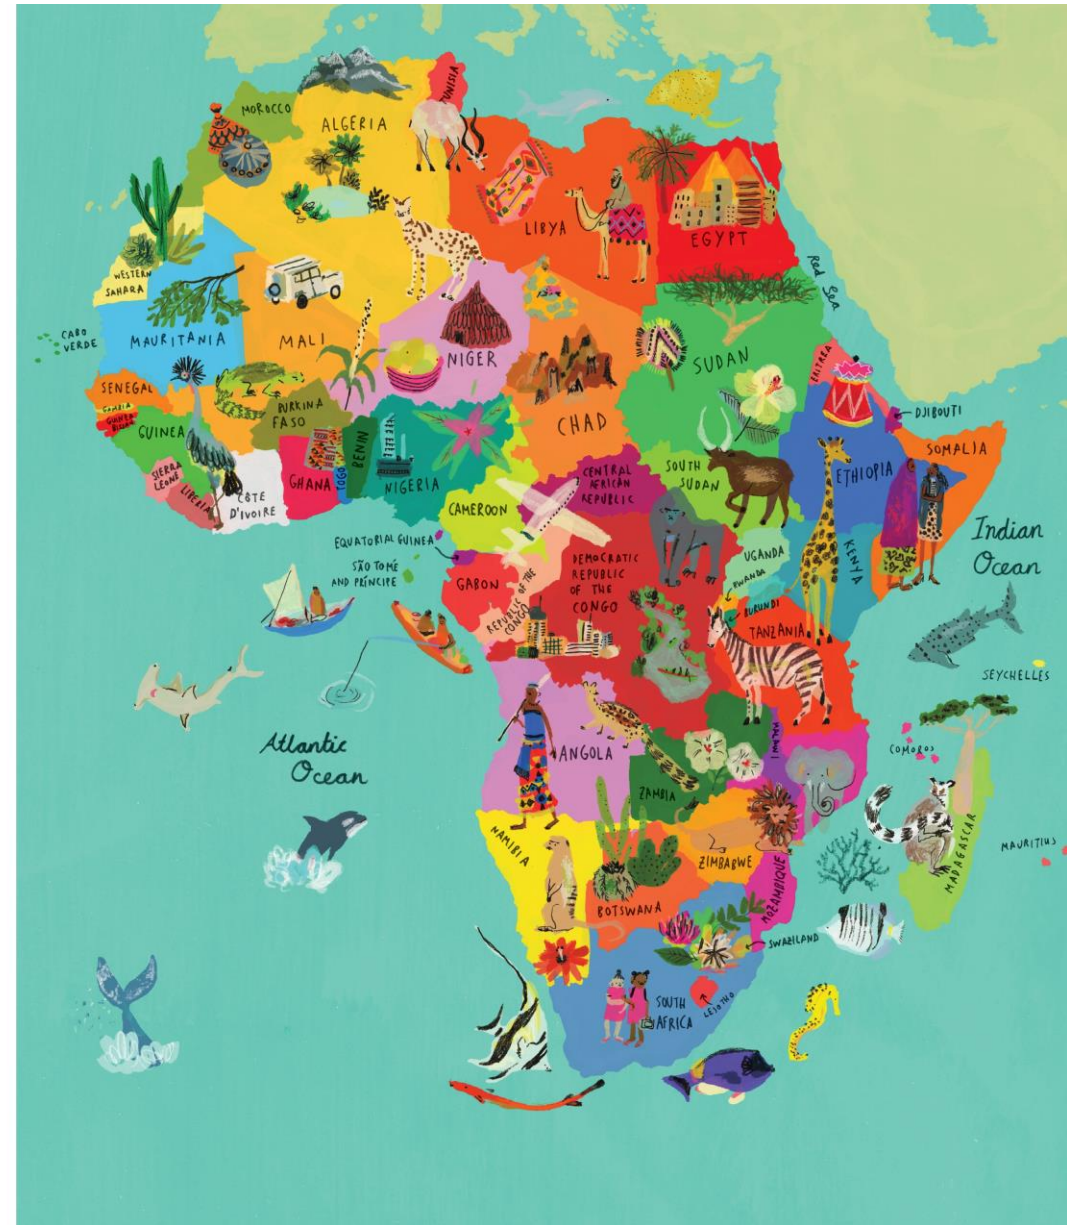 TUNISIA
MOROCCO
ALGERIA
LIBYA
EGYPT
WESTERN
SAHARA
Red Sea
CABO
VERDE
MAURITANIA
MALI
NIGER
CHAD
SUDAN
ERITREA
DJIBOUTI
SENEGAL
GAMBIA
GUINEA
BISSAU
GUINEA
SIERRA
LEONE
LIBERIA
CÔTE
D'IVOIRE
BURKINA
FASO
GHANA
TOGO
BENIN
NIGERIA
CAMEROON
CENTRAL
AFRICAN
REPUBLIC
SOUTH
SUDAN
ETHIOPIA
SOMALIA
Indian
Ocean
EQUATORIAL GUINEA
SÃO TOMÉ
AND PRÍNCIPE
GABON
REPUBLIC OF THE
CONGO
DEMOCRATIC
REPUBLIC
OF THE
CONGO
UGANDA
RWANDA
BURUNDI
KENYA
TANZANIA
SEYCHELLES
Atlantic
Ocean
ANGOLA
ZAMBIA
MALAWI
COMOROS
MADAGASCAR
MAURITIUS
NAMIBIA
BOTSWANA
ZIMBABWE
MOZAMBIQUE
SWAZILAND
SOUTH
AFRICA
LESOTHO